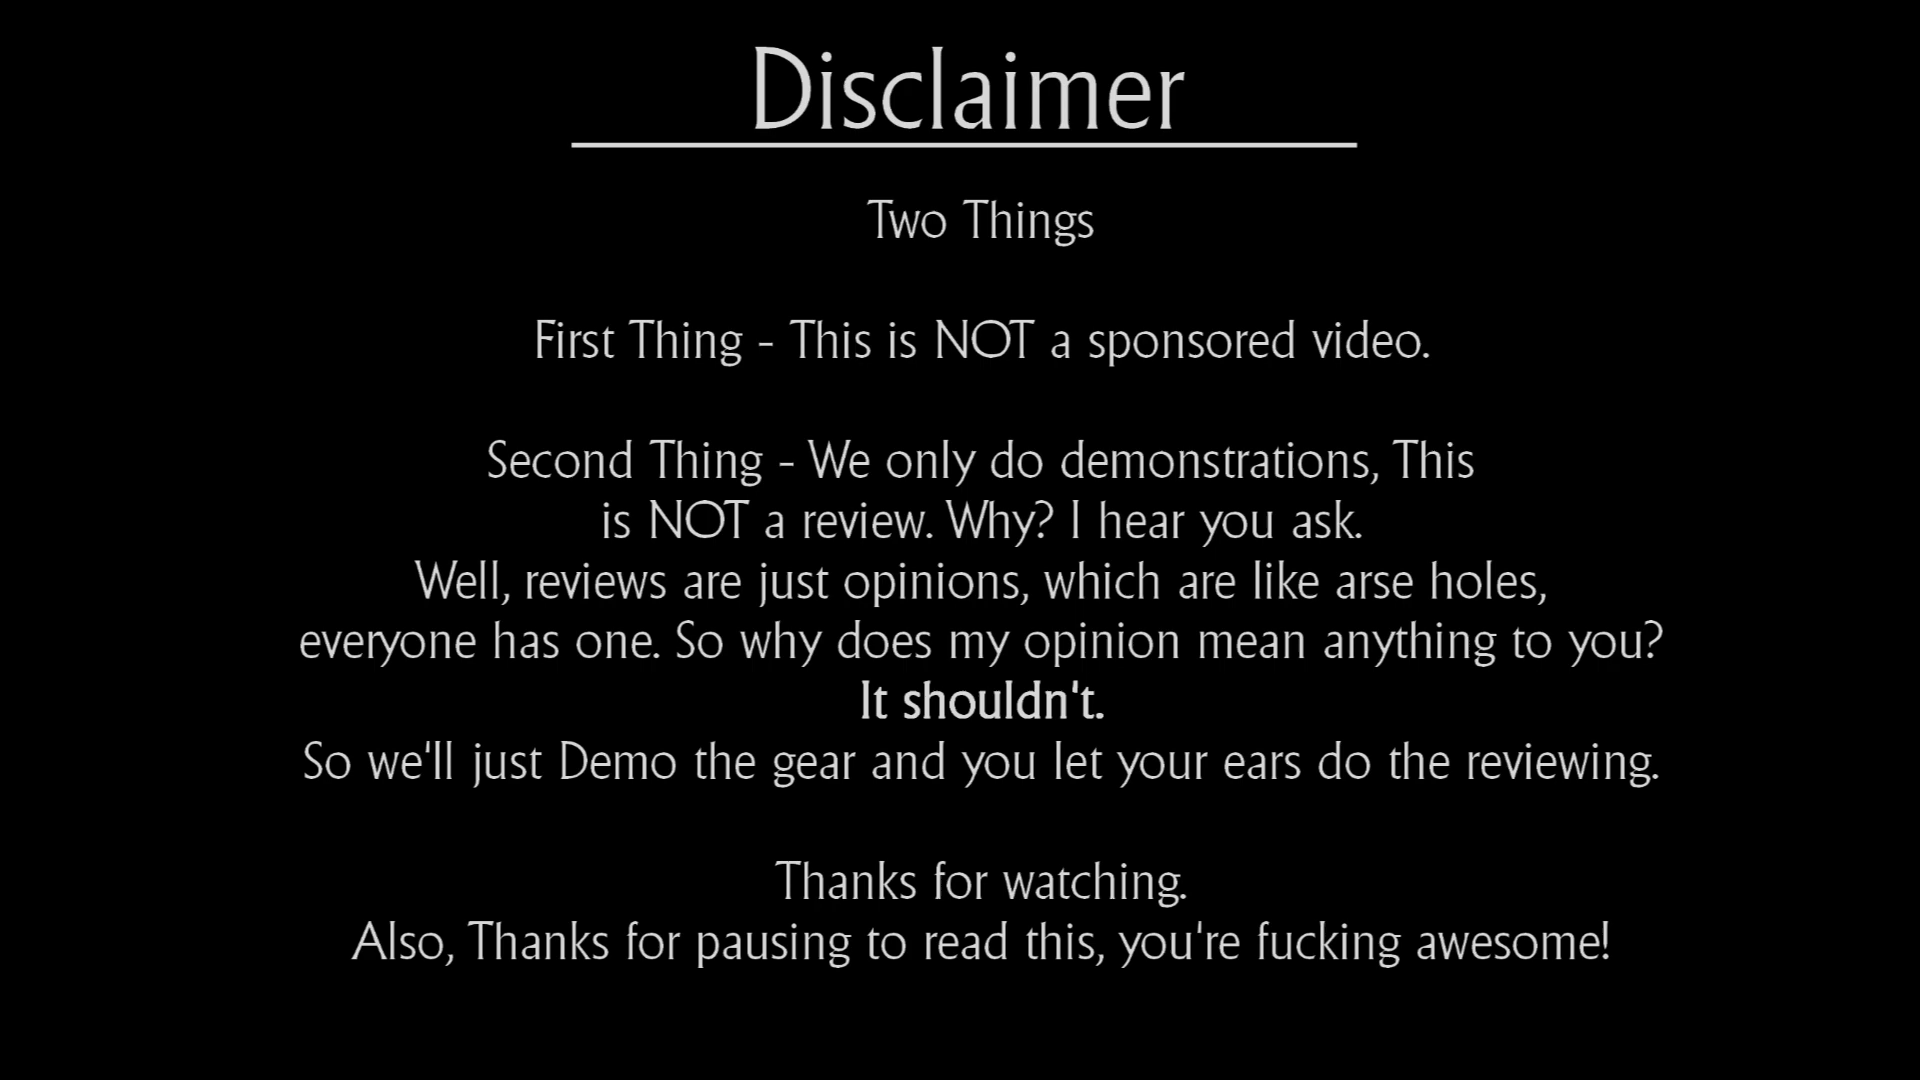 Disclaimer
Two Things
First Thing - This is NOT a sponsored video.
Second Thing - We only do demonstrations, This
is NOT a review. Why? I hear you ask.
Well, reviews are just opinions, which are like arse holes,
everyone has one. So why does my opinion mean anything to you?
It shouldn't.
So we'll just Demo the gear and you let your ears do the reviewing.
Thanks for watching.
Also, Thanks for pausing to read this, you're fucking awesome!